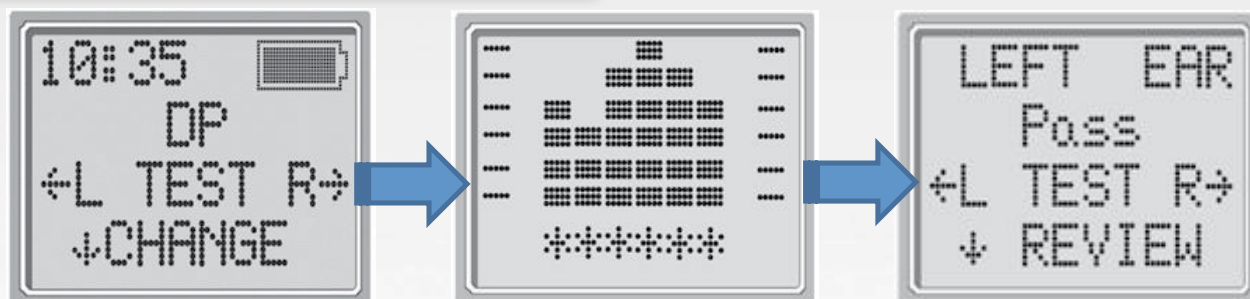 10:35
DP
←L TEST R→
↓CHANGE
LEFT EAR
Pass
←L TEST R→
↓ REVIEW